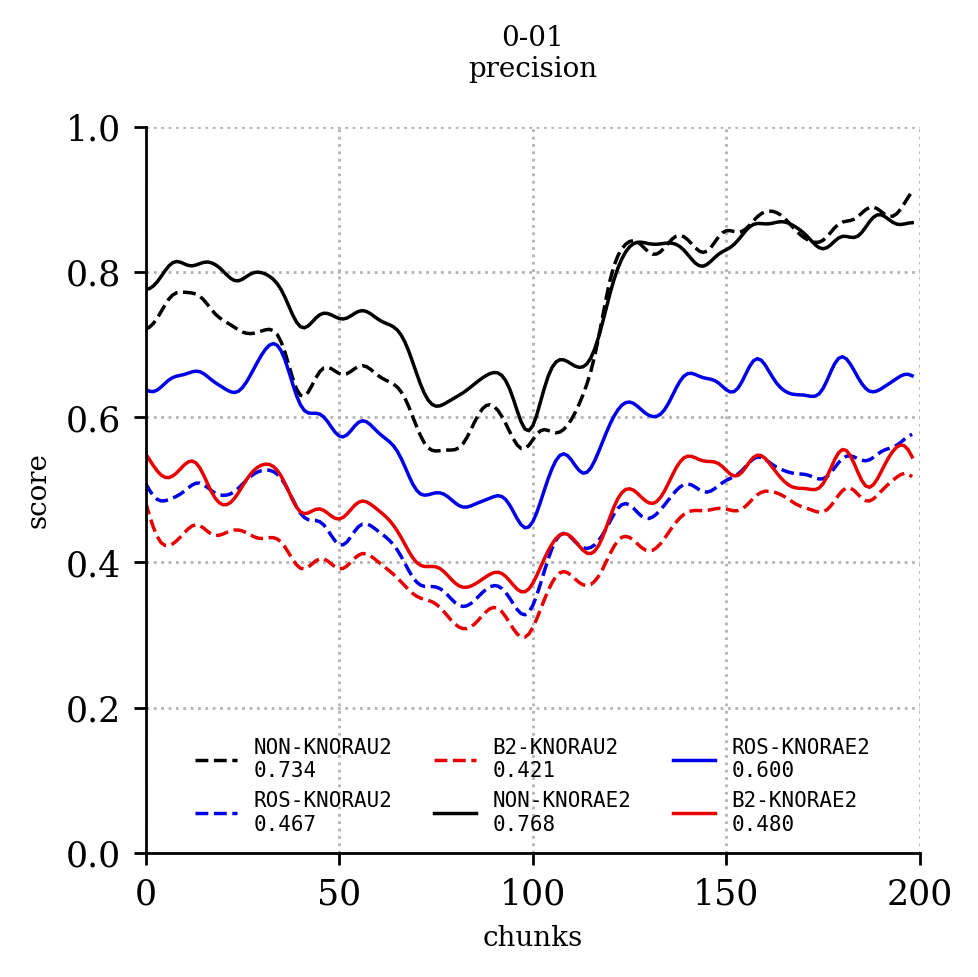 0-01
precision
1.0
0.8
0.6
0.4
0.2
0.0
score
NON-KNORAU2
0.734
ROS-KNORAU2
0.467
B2-KNORAU2
0.421
NON-KNORAE2
0.768
ROS-KNORAE2
0.600
B2-KNORAE2
0.480
0 50 100 150 200
chunks